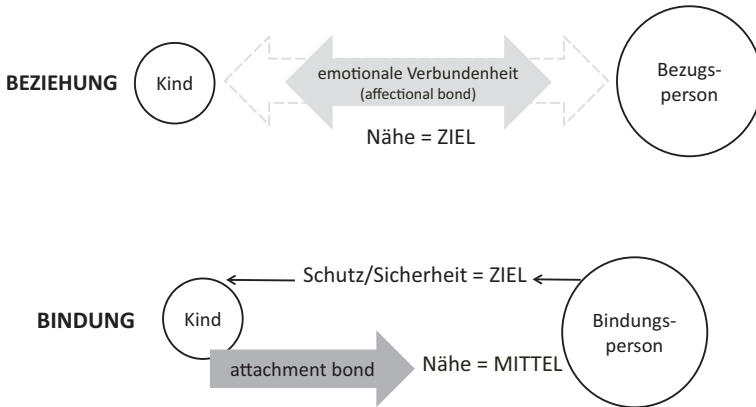 BEZIEHUNG
Kind
emotionale Verbundenheit
(affectional bond)
Bezugs-
person
Nähe = ZIEL
BINDUNG
Kind
Schutz/Sicherheit = ZIEL
Bindungs-
person
attachment bond
Nähe = MITTEL